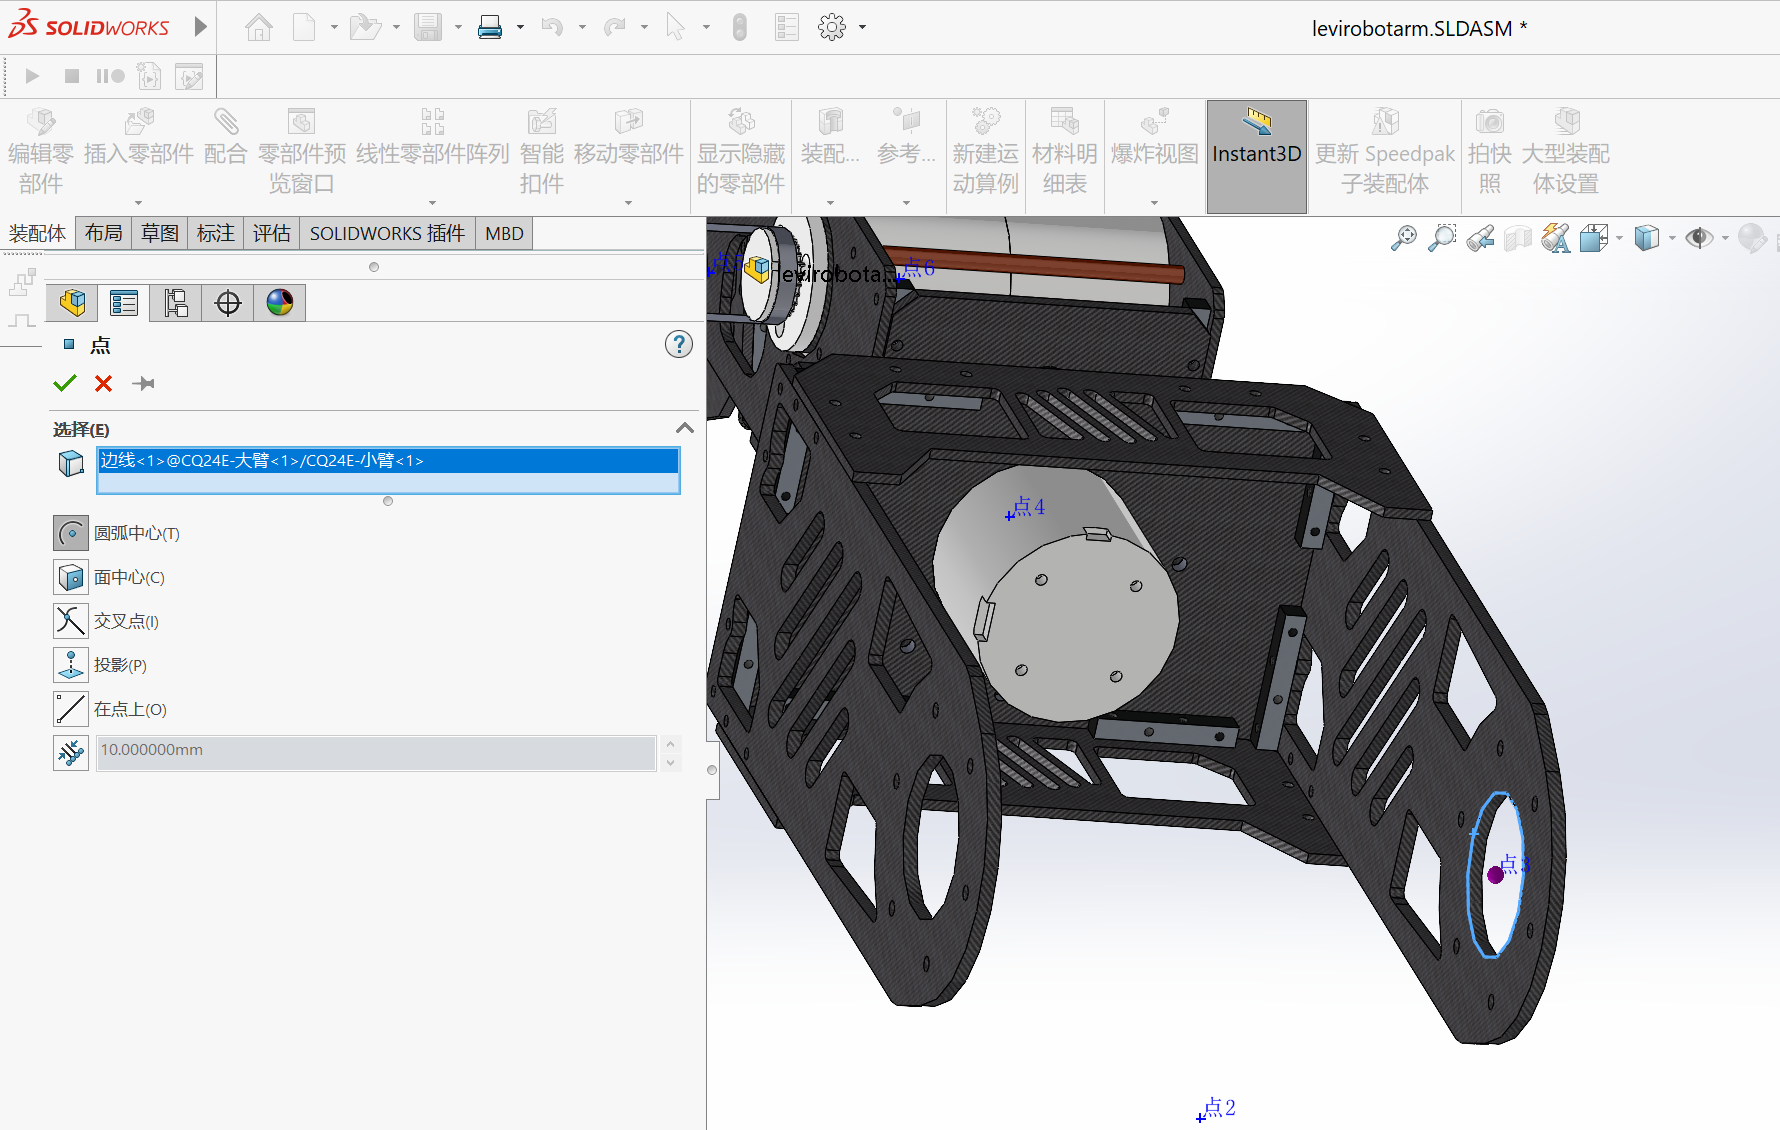 SOLIDWORKS
levirobotarm.SLDASM *
编辑零部件
插入零部件
配合
零部件预览窗口
线性零部件阵列
智能扣件
移动零部件
显示隐藏的零部件
装配...
参考...
新建运动算例
材料明细表
爆炸视图
Instant3D
更新 Speedpak 子装配体
拍快照
大型装配体设置
装配体
布局
草图
标注
评估
SOLIDWORKS 插件
MBD
点
?
选择(E)
边线<1>@CQ24E-大臂<1>/CQ24E-小臂<1>
圆弧中心(T)
面中心(C)
交叉点(I)
投影(P)
在点上(O)
10.000000mm
levirobota...
点6
点4
点3
点2